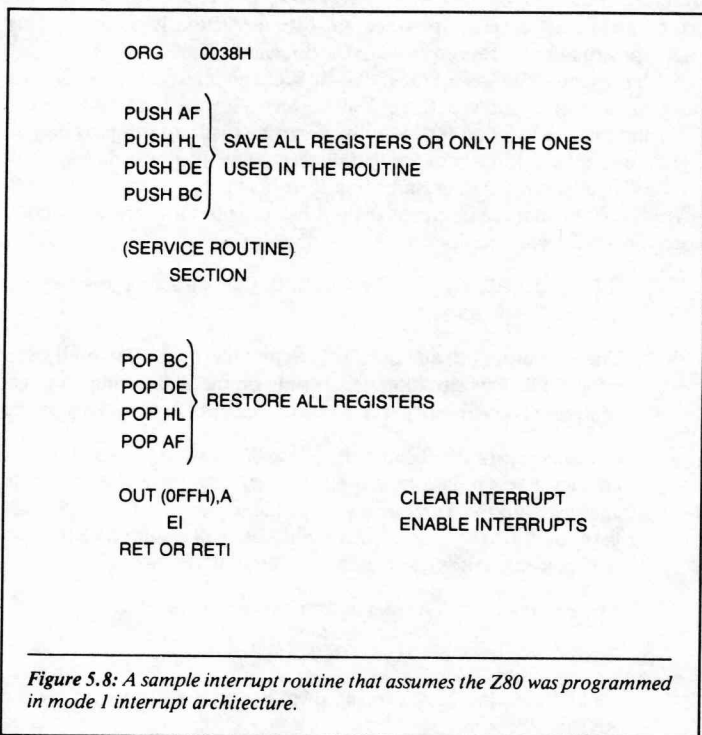 ORG 0038H
PUSH AF
PUSH HL SAVE ALL REGISTERS OR ONLY THE ONES
PUSH DE USED IN THE ROUTINE
PUSH BC
(SERVICE ROUTINE)
SECTION
POP BC
POP DE
POP HL RESTORE ALL REGISTERS
POP AF
OUT (0FFH),A CLEAR INTERRUPT
EI ENABLE INTERRUPTS
RET OR RETI
Figure 5.8: A sample interrupt routine that assumes the Z80 was programmed
in mode 1 interrupt architecture.